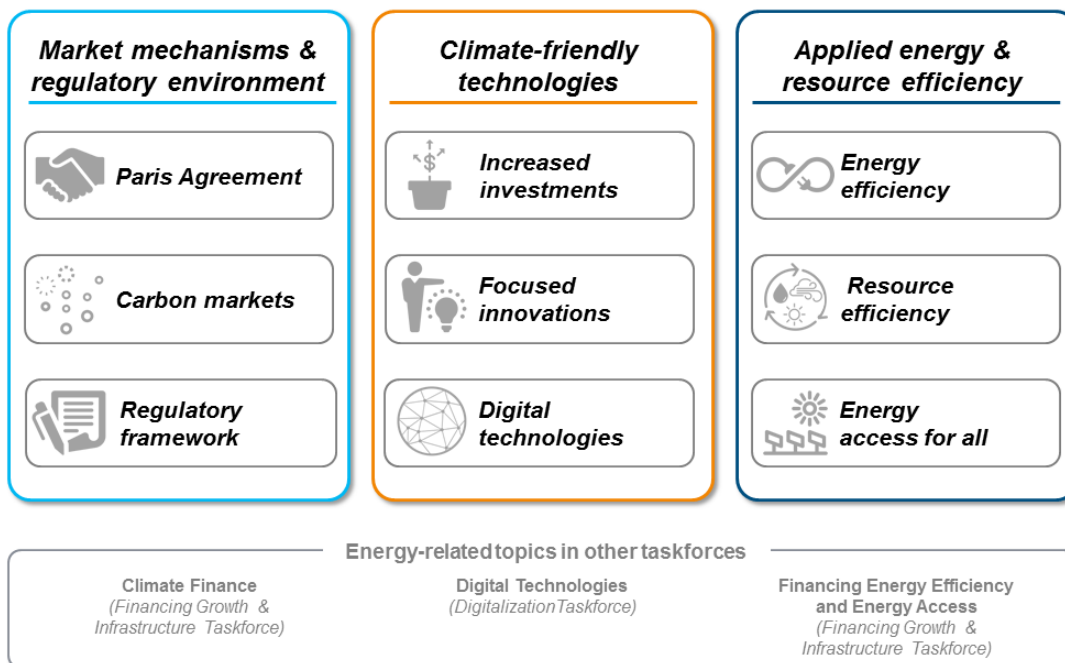 Market mechanisms &
regulatory environment
Paris Agreement
Carbon markets
Regulatory
framework
Climate-friendly
technologies
Increased
investments
$
Focused
innovations
Digital
technologies
Applied energy &
resource efficiency
Energy
efficiency
Resource
efficiency
Energy
access for all
Energy-related topics in other taskforces
Climate Finance
(Financing Growth &
Infrastructure Taskforce)
Digital Technologies
(Digitalization Taskforce)
Financing Energy Efficiency
and Energy Access
(Financing Growth &
Infrastructure Taskforce)